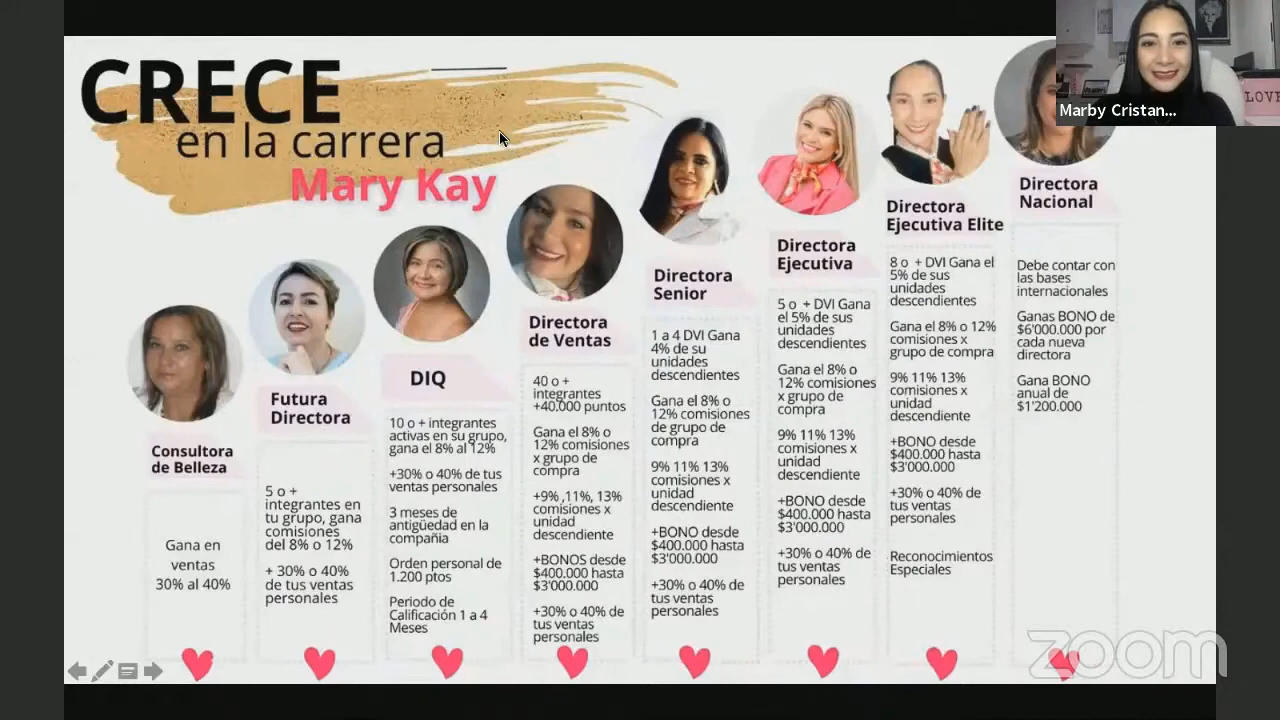 CRECE
en la carrera
Mary Kay
Marby Cristan...
LOVE
Consultora
de Belleza
Gana en
ventas
30% al 40%
Futura
Directora
5 o +
integrantes en
tu grupo, gana
comisiones
del 8% o 12%
+ 30% o 40%
de tus ventas
personales
DIQ
10 o + integrantes
activas en su grupo,
gana el 8% al 12%
+30% o 40% de tus
ventas personales
3 meses de
antigüedad en la
compañia
Orden personal de
1.200 ptos
Periodo de
Calificación 1 a 4
Meses
Directora
de Ventas
40 o +
integrantes
+40.000 puntos
Gana el 8% o
12% comisiones
x grupo de
compra
+9% ,11%, 13%
comisiones x
unidad
descendiente
+BONOS desde
$400.000 hasta
$3'000.000
+30% o 40% de
tus ventas
personales
Directora
Senior
1 a 4 DVI Gana
4% de su
unidades
descendientes
Gana el 8% o
12% comisiones
de grupo de
compra
9% 11% 13%
comisiones x
unidad
descendiente
+BONO desde
$400.000 hasta
$3'000.000
+30% o 40% de
tus ventas
personales
Directora
Ejecutiva
5 o + DVI Gana
el 5% de sus
unidades
descendientes
Gana el 8% o
12% comisiones
x grupo de
compra
9% 11% 13%
comisiones x
unidad
descendiente
+BONO desde
$400.000 hasta
$3'000.000
+30% o 40% de
tus ventas
personales
Directora
Ejecutiva Elite
8 o + DVI Gana el
5% de sus
unidades
descendientes
Gana el 8% o 12%
comisiones x
grupo de compra
9% 11% 13%
comisiones x
unidad
descendiente
+BONO desde
$400.000 hasta
$3'000.000
+30% o 40% de
tus ventas
personales
Reconocimientos
Especiales
Directora
Nacional
Debe contar con
las bases
internacionales
Ganas BONO de
$6'000.000 por
cada nueva
directora
Gana BONO
anual de
$1'200.000
zoom